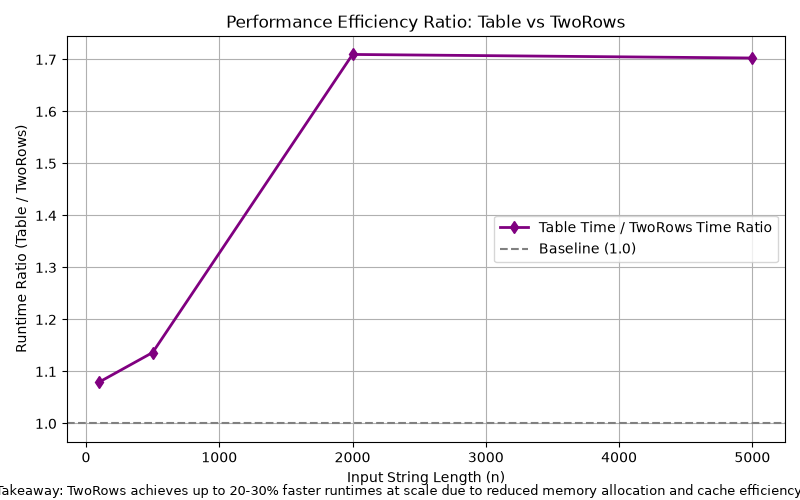 Performance Efficiency Ratio: Table vs TwoRows
Runtime Ratio (Table / TwoRows)
1.7
1.6
1.5
1.4
1.3
1.2
1.1
1.0
Table Time / TwoRows Time Ratio
Baseline (1.0)
0
1000
2000
3000
4000
5000
Input String Length (n)
Takeaway: TwoRows achieves up to 20-30% faster runtimes at scale due to reduced memory allocation and cache efficiency